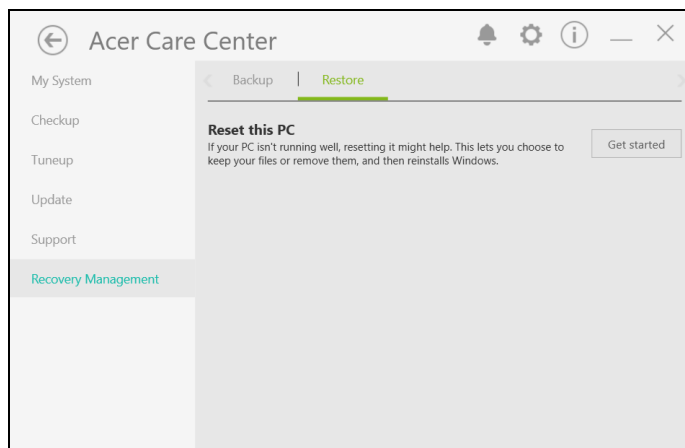 Acer Care Center
My System
Checkup
Tuneup
Update
Support
Recovery Management
Backup | Restore
Reset this PC
If your PC isn't running well, resetting it might help. This lets you choose to
keep your files or remove them, and then reinstalls Windows.
Get started